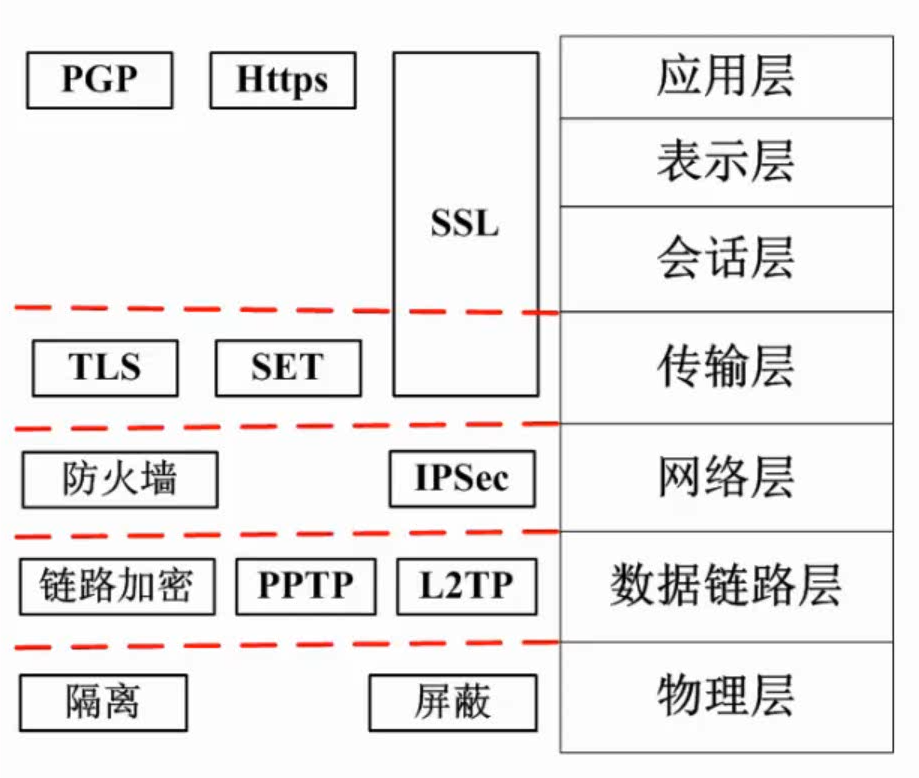 PGP Https 应用层
表示层
SSL
会话层
TLS SET 传输层
防火墙 IPSec 网络层
链路加密 PPTP L2TP 数据链路层
隔离 屏蔽 物理层